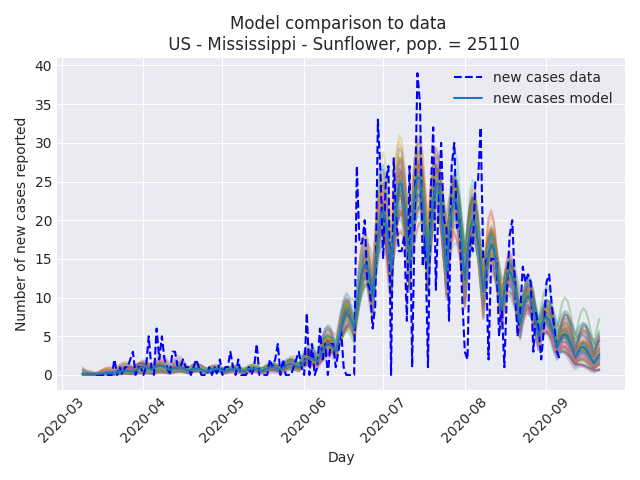 Model comparison to data
US - Mississippi - Sunflower, pop. = 25110
new cases data
new cases model
Number of new cases reported
40
35
30
25
20
15
10
5
0
2020-03
2020-04
2020-05
2020-06
2020-07
2020-08
2020-09
Day